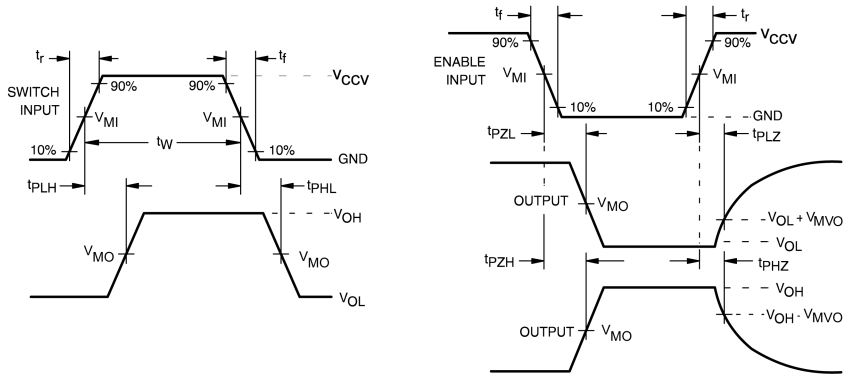 tr
tf
VCCV
90%
90%
SWITCH
INPUT
VMI
VMI
tW
10%
10%
GND
tPLH
tPHL
VOH
VMO
VMO
VOL
tf
tr
VCCV
90%
90%
ENABLE
INPUT
VMI
VMI
10%
10%
GND
tPZL
tPLZ
OUTPUT
VMO
VOL + VMVO
VOL
tPZH
tPHZ
VOH
VOH - VMVO
OUTPUT
VMO